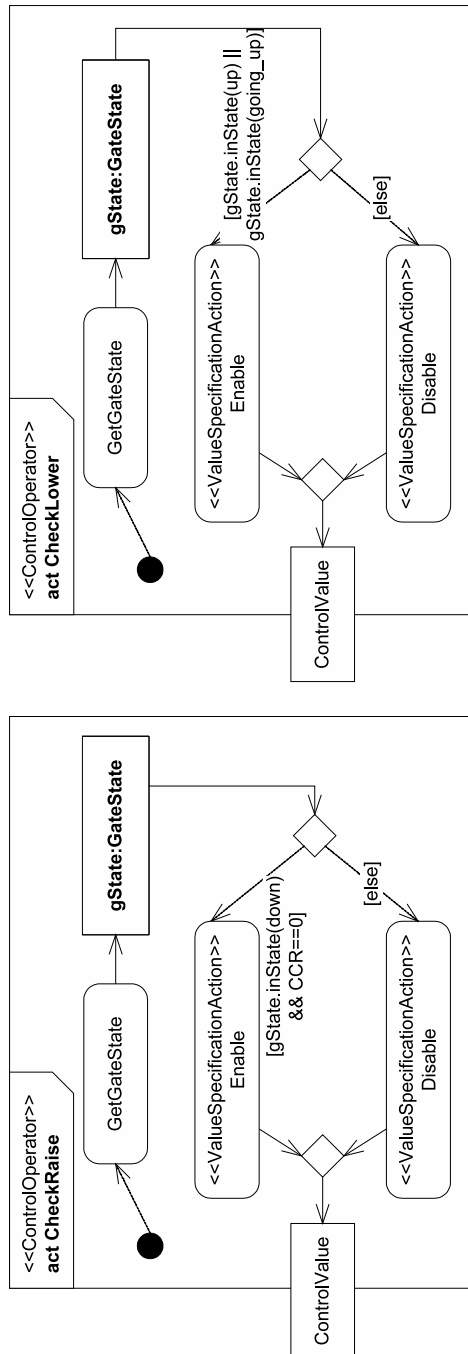 <<ControlOperator>>
act CheckRaise
GetGateState
gState:GateState
<<ValueSpecificationAction>>
Enable
[gState.inState(down)
&& CCR==0]
[else]
<<ValueSpecificationAction>>
Disable
ControlValue
<<ControlOperator>>
act CheckLower
GetGateState
gState:GateState
[gState.inState(up) ||
gState.inState(going_up)]
<<ValueSpecificationAction>>
Enable
[else]
<<ValueSpecificationAction>>
Disable
ControlValue